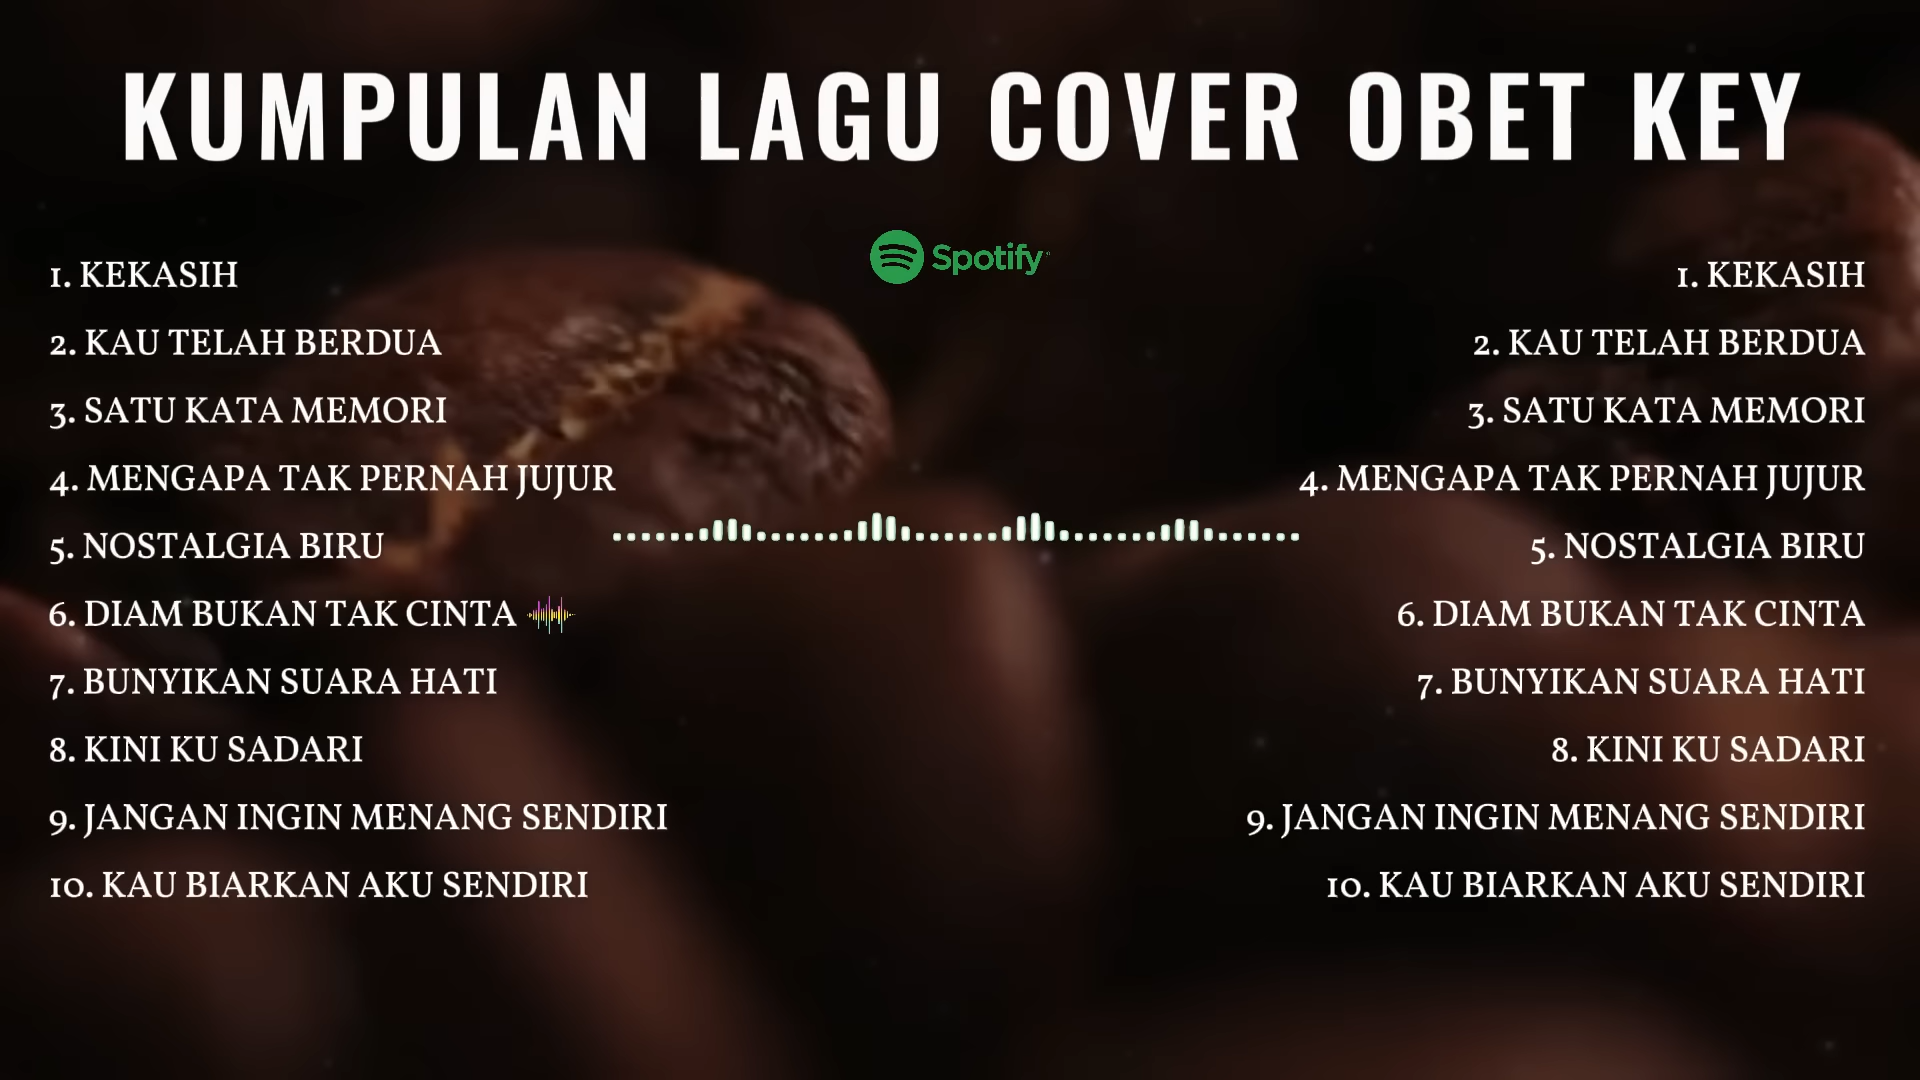 KUMPULAN LAGU COVER OBET KEY
Spotify
1. KEKASIH
2. KAU TELAH BERDUA
3. SATU KATA MEMORI
4. MENGAPA TAK PERNAH JUJUR
5. NOSTALGIA BIRU
6. DIAM BUKAN TAK CINTA
7. BUNYIKAN SUARA HATI
8. KINI KU SADARI
9. JANGAN INGIN MENANG SENDIRI
10. KAU BIARKAN AKU SENDIRI
1. KEKASIH
2. KAU TELAH BERDUA
3. SATU KATA MEMORI
4. MENGAPA TAK PERNAH JUJUR
5. NOSTALGIA BIRU
6. DIAM BUKAN TAK CINTA
7. BUNYIKAN SUARA HATI
8. KINI KU SADARI
9. JANGAN INGIN MENANG SENDIRI
10. KAU BIARKAN AKU SENDIRI